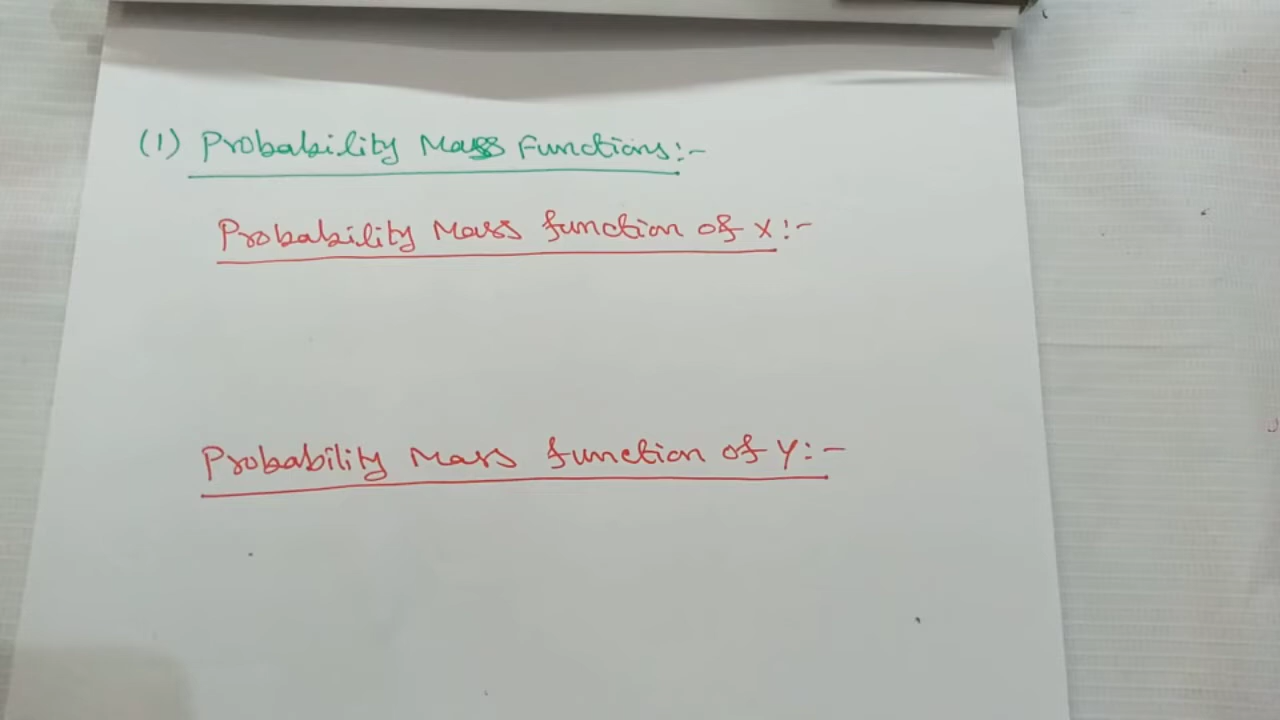 (1) Probability Mass Functions:-
Probability Mass function of X:-
Probability Mass function of Y:-